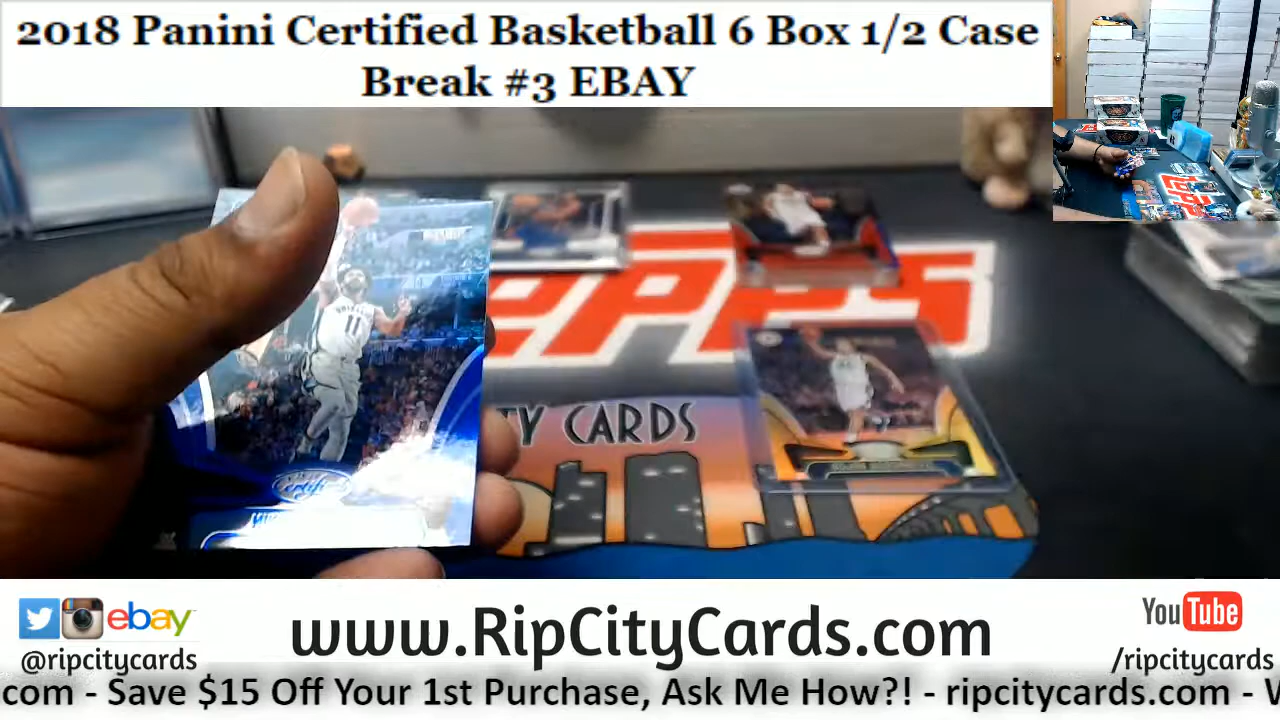 2018 Panini Certified Basketball 6 Box 1/2 Case
Break #3 EBAY
11
TY CARDS
ebay
www.RipCityCards.com
YouTube
@ripcitycards
/ripcitycards
com - Save $15 Off Your 1st Purchase, Ask Me How?! - ripcitycards.com -